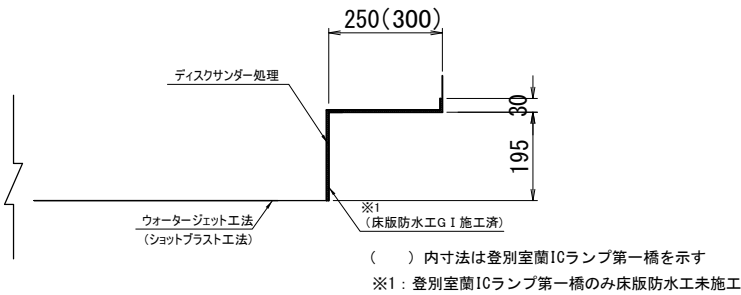 250(300)
ディスクサンダー処理
30
195
ウォータージェット工法
(ショットブラスト工法)
※1
(床版防水工GⅠ施工済)
(　　)内寸法は登別室蘭ICランプ第一橋を示す
※1：登別室蘭ICランプ第一橋のみ床版防水工未施工